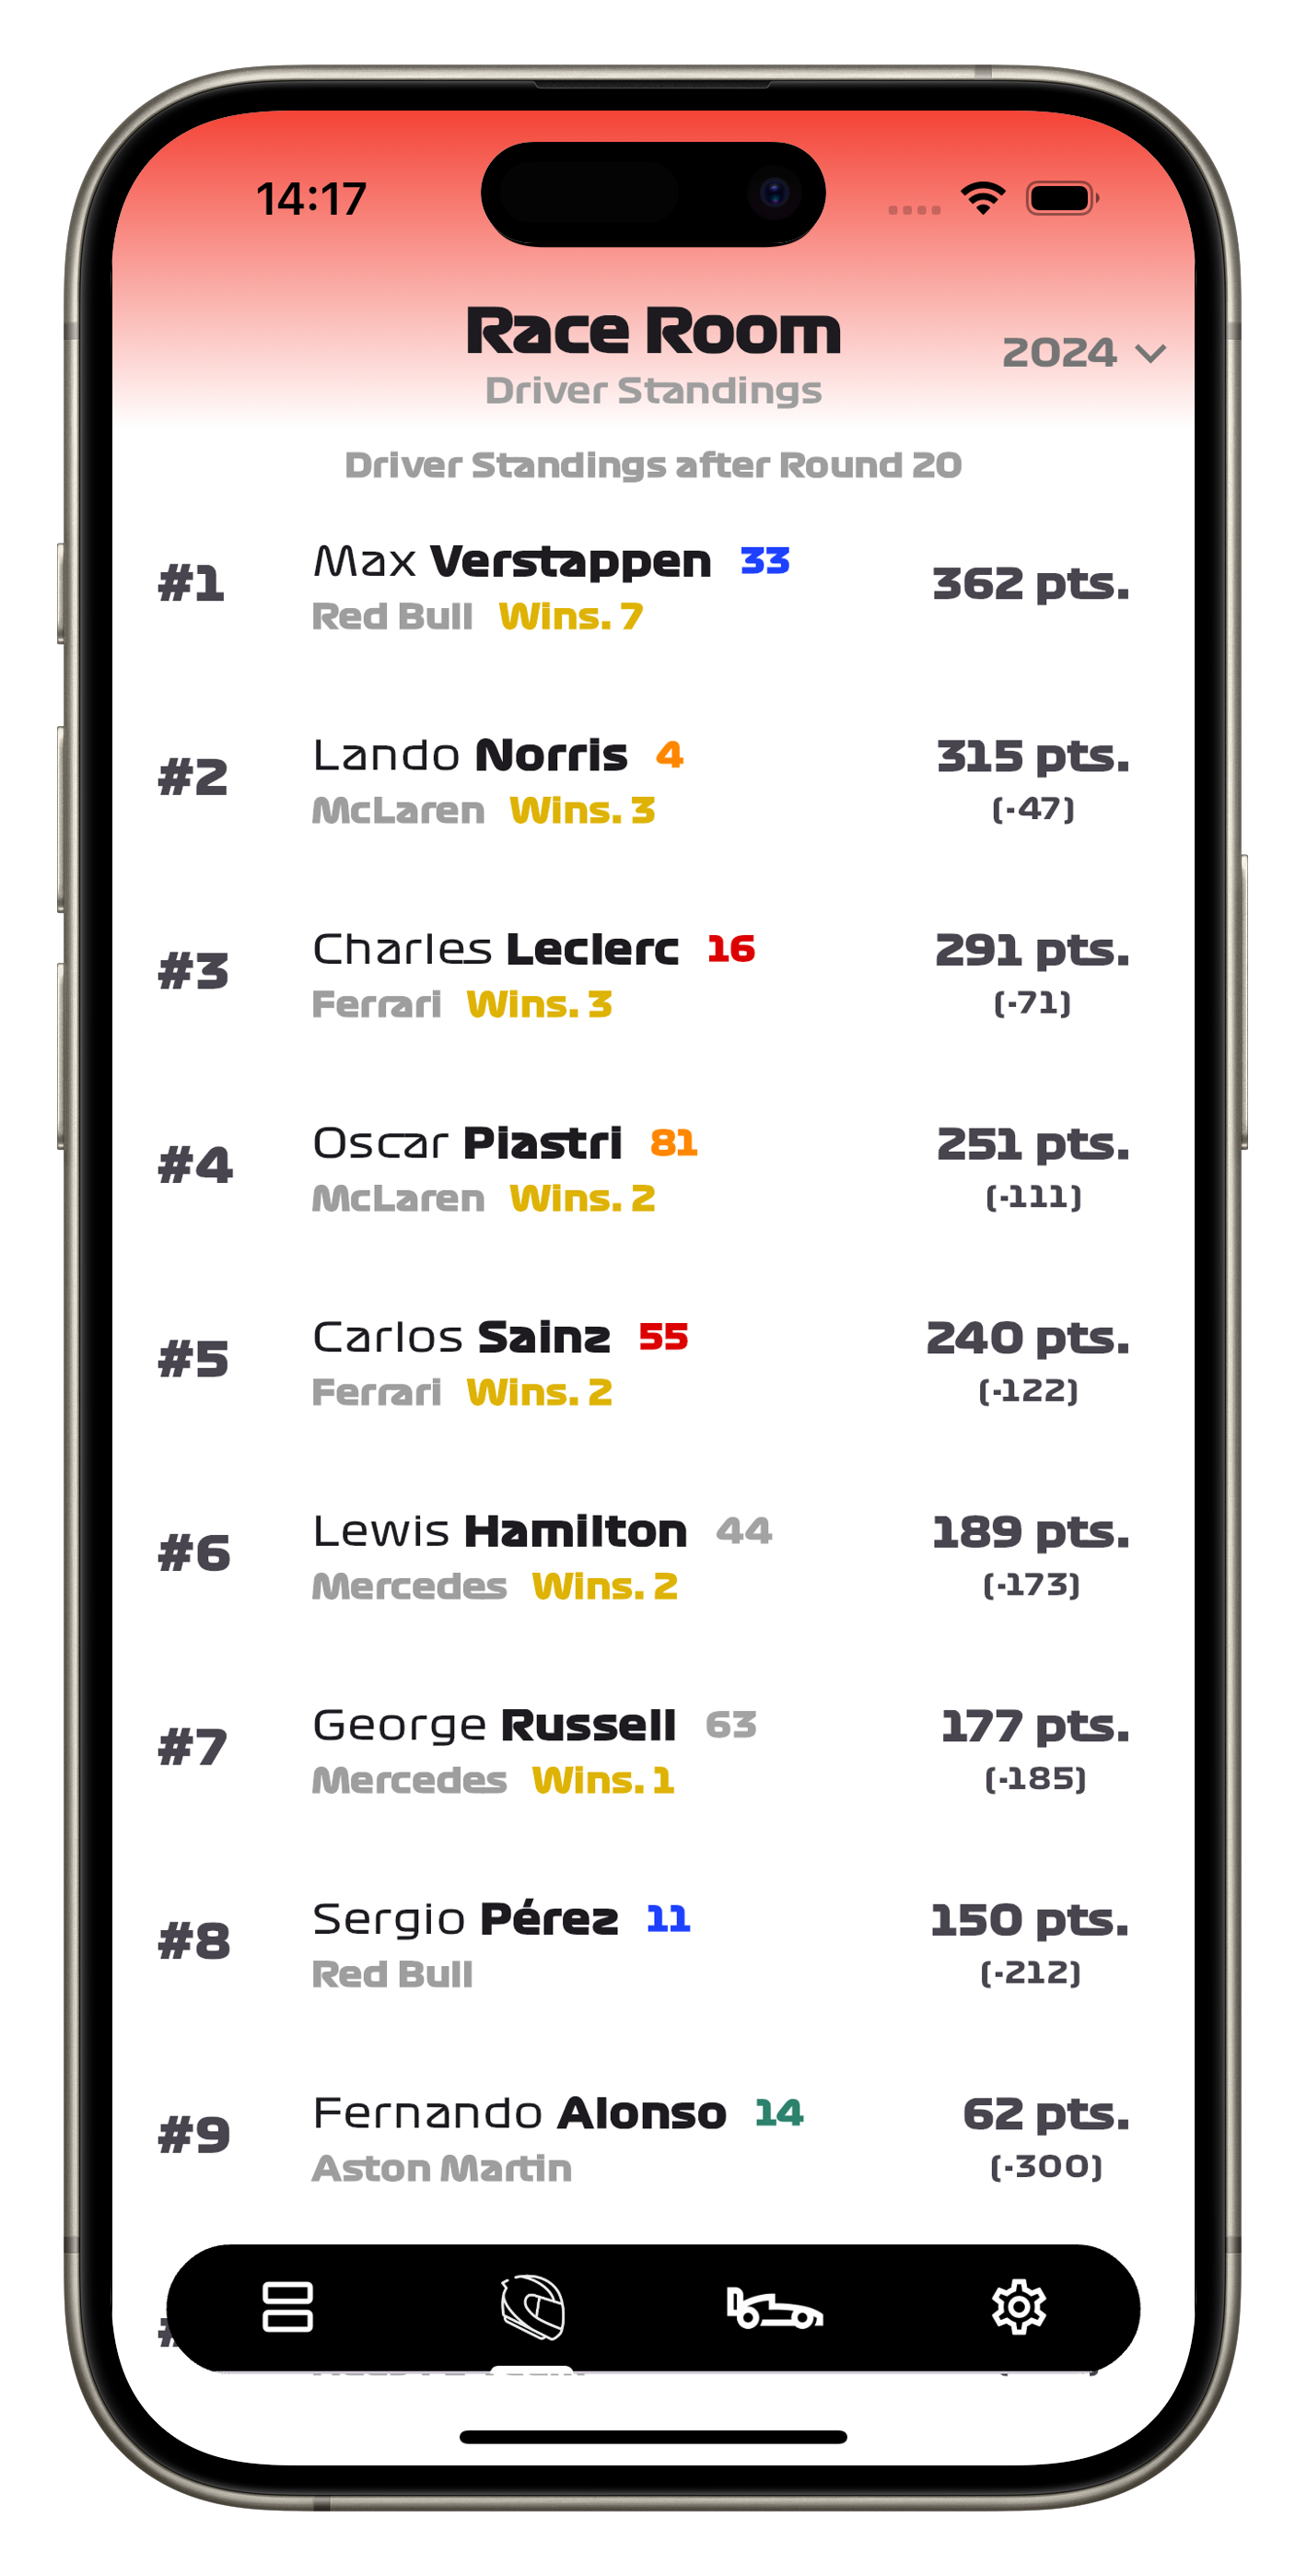 14:17
Race Room
Driver Standings
2024
Driver Standings after Round 20
#1
Max Verstappen 33
Red Bull Wins. 7
362 pts.
#2
Lando Norris 4
McLaren Wins. 3
315 pts.
(-47)
#3
Charles Leclerc 16
Ferrari Wins. 3
291 pts.
(-71)
#4
Oscar Piastri 81
McLaren Wins. 2
251 pts.
(-111)
#5
Carlos Sainz 55
Ferrari Wins. 2
240 pts.
(-122)
#6
Lewis Hamilton 44
Mercedes Wins. 2
189 pts.
(-173)
#7
George Russell 63
Mercedes Wins. 1
177 pts.
(-185)
#8
Sergio Pérez 11
Red Bull
150 pts.
(-212)
#9
Fernando Alonso 14
Aston Martin
62 pts.
(-300)